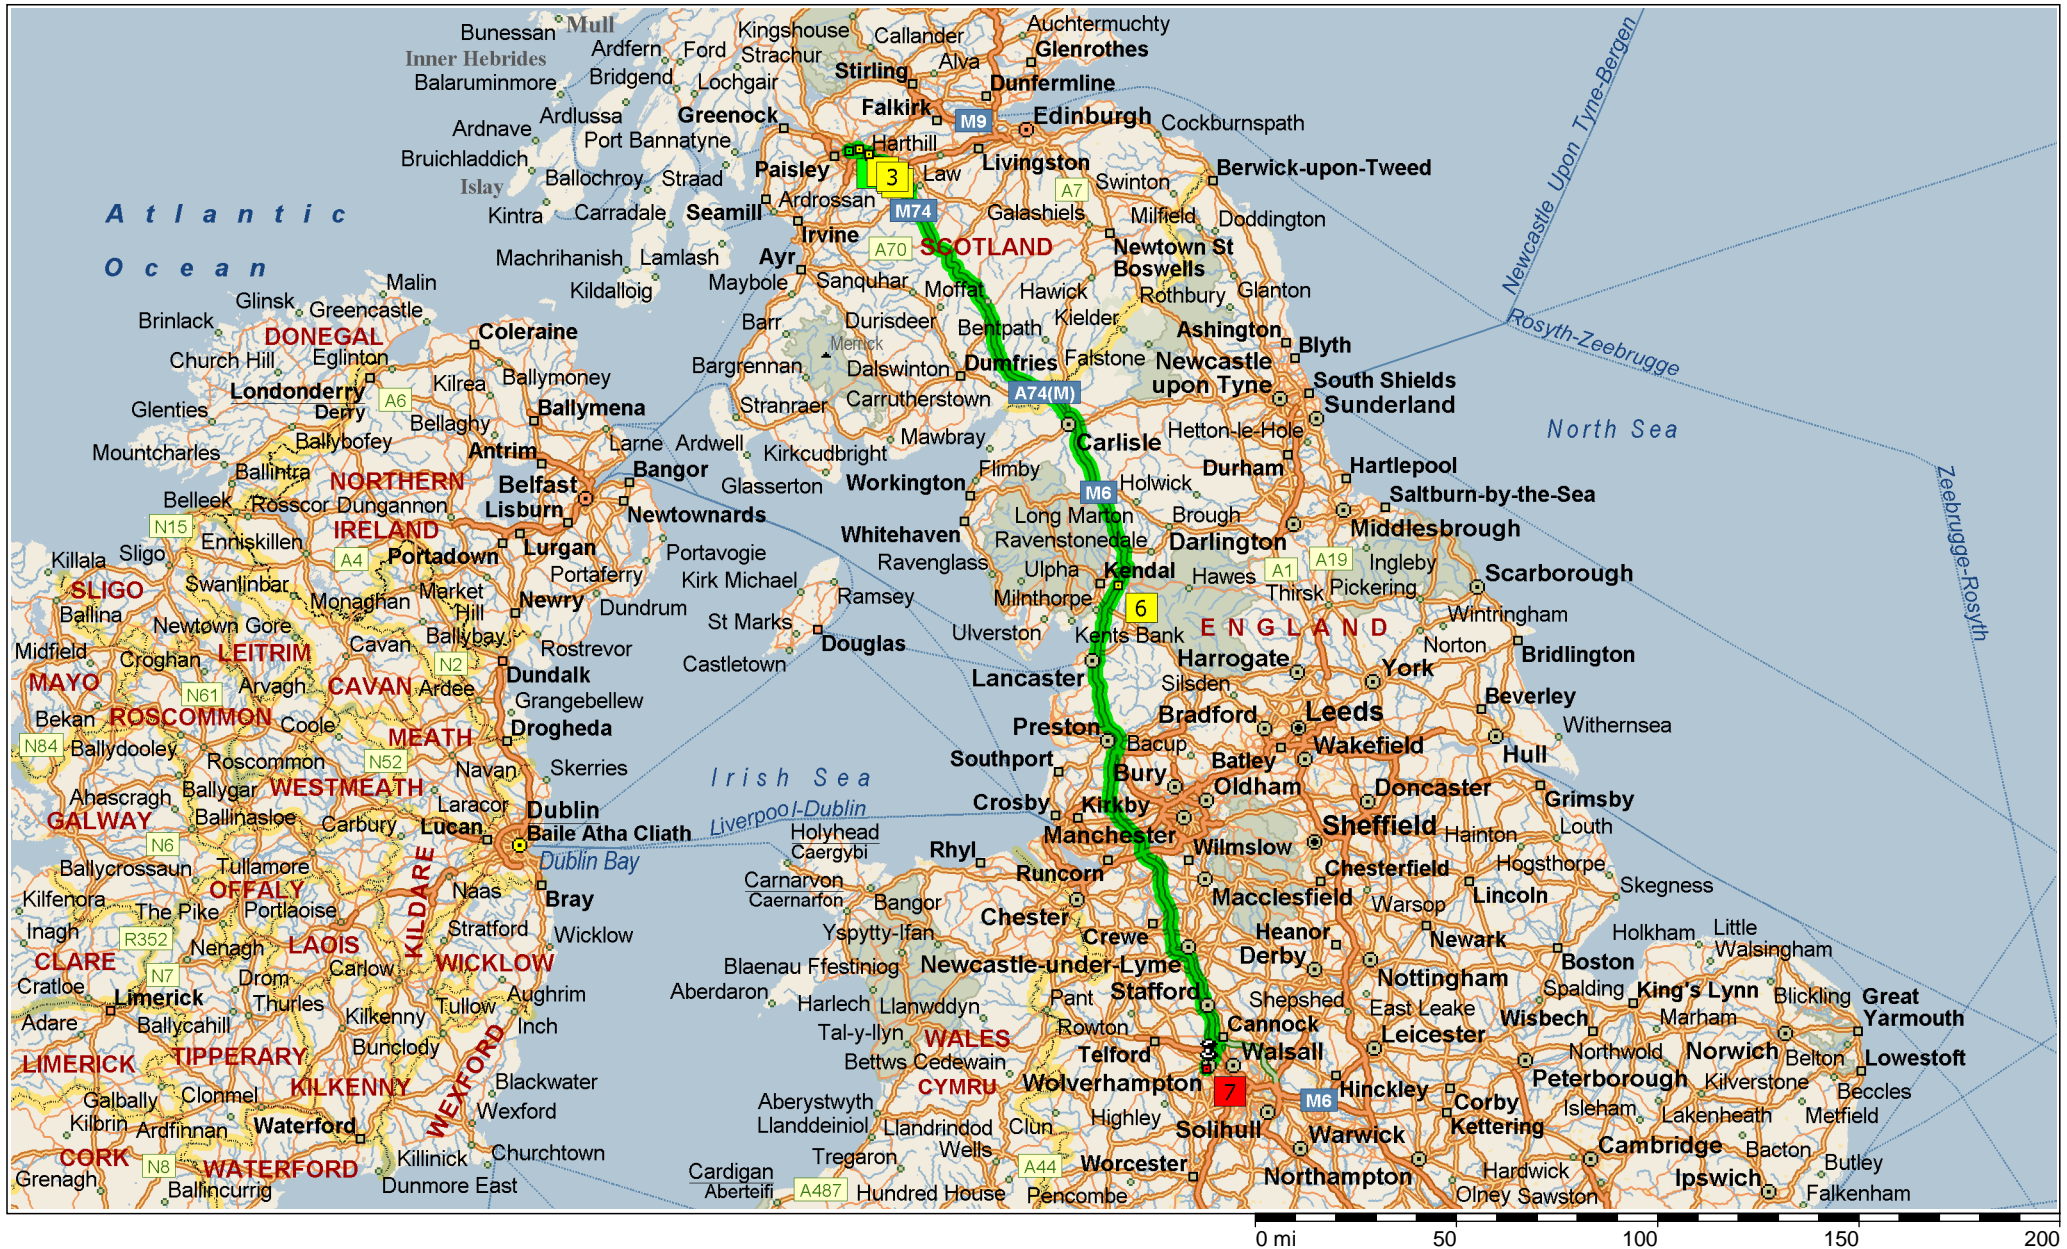 Bunessan
Mull
Kingshouse
Callander
Auchtermuchty
Inner Hebrides
Ardfern
Ford
Strachur
Alva
Glenrothes
Balaruminmore
Bridgend
Lochgair
Stirling
Dunfermline
Ardlussa
Greenock
Falkirk
M9
Edinburgh
Cockburnspath
Ardnave
Port Bannatyne
Harthill
Bruichladdich
Paisley
Livingston
Berwick-upon-Tweed
Islay
Ballochroy
Straad
3
Law
A7
Swinton
Kintra
Carradale
Seamill
Ardrossan
M74
Galashiels
Milfield
Doddington
Atlantic
Ocean
Irvine
A70
SCOTLAND
Newtown St
Boswells
Machrihanish
Lamlash
Ayr
Kildalloig
Maybole
Sanquhar
Moffat
Hawick
Rothbury
Glanton
Newcastle Upon Tyne-Bergen
Malin
Glinsk
Greencastle
Brinlack
DONEGAL
Coleraine
Barr
Durisdeer
Bentpath
Kielder
Ashington
Rosyth-Zeebrugge
Church Hill
Eglinton
Merrick
Blyth
Londonderry
Derry
Kilrea
Ballymoney
Bargrennan
Dalswinton
Dumfries
Falstone
Newcastle
upon Tyne
South Shields
Sunderland
Glenties
A6
Ballymena
Stranraer
Carrutherstown
A74(M)
Bellaghy
Ballybofey
Larne
Ardwell
Mawbray
Carlisle
Hetton-le-Hole
North Sea
Mountcharles
Antrim
Kirkcudbright
Flimby
Durham
Hartlepool
Ballintra
NORTHERN
IRELAND
Bangor
Belfast
Glasserton
Workington
M6
Holwick
Saltburn-by-the-Sea
Zeebrugge-Rosyth
Belleek
Rosscor
Dungannon
Lisburn
Newtownards
Long Marton
Brough
Middlesbrough
N15
Enniskillen
Whitehaven
Ravenstonedale
Darlington
Killala
Sligo
A4
Portadown
Lurgan
Portavogie
Ravenglass
A1
A19
Ingleby
SLIGO
Swanlinbar
Portaferry
Kirk Michael
Ulpha
Kendal
Hawes
Scarborough
Ballina
Monaghan
Market
Hill
Newry
Dundrum
Ramsey
Milnthorpe
6
Thirsk
Pickering
Newtown Gore
Ballybay
St Marks
Ulverston
Kents Bank
ENGLAND
Wintringham
Midfield
Croghan
LEITRIM
Cavan
N2
Rostrevor
Douglas
Castletown
Harrogate
York
Norton
Bridlington
MAYO
N61
Arvagh
CAVAN
Ardee
Dundalk
Lancaster
Silsden
Grangebellew
Beverley
Bekan
ROSCOMMON
Coole
Drogheda
Preston
Bradford
Leeds
Withernsea
N84
Ballydooley
MEATH
Bacup
Wakefield
Hull
Roscommon
N52
Navan
Skerries
Irish Sea
Southport
Bury
Batley
Ahascragh
Ballygar
WESTMEATH
Oldham
Doncaster
Grimsby
GALWAY
Ballinasloe
Carbury
Laracor
Lucan
Dublin
Baile Atha Cliath
Liverpool-Dublin
Crosby
Kirkby
Manchester
Louth
N6
Dublin Bay
Holyhead
Caergybi
Rhyl
Wilmslow
Sheffield
Hainton
Ballycrossaun
Tullamore
KILDARE
Runcorn
Chesterfield
Hogsthorpe
Kilfenora
OFFALY
Naas
Bray
Carnarvon
Caernarfon
Bangor
Macclesfield
Lincoln
Skegness
The Pike
Portlaoise
Chester
Warsop
Inagh
R352
Nenagh
LAOIS
Stratford
Wicklow
Yspytty-Ifan
Crewe
Heanor
Newark
Holkham
Little
Walsingham
CLARE
N7
Drom
Carlow
WICKLOW
Blaenau Ffestiniog
Newcastle-under-Lyme
Derby
Nottingham
Boston
Cratloe
Limerick
Thurles
Tullow
Aughrim
Aberdaron
Harlech
Llanwddyn
Pant
Stafford
Shepshed
East Leake
Spalding
King's Lynn
Blickling
Great
Yarmouth
Adare
Ballycahill
Kilkenny
Inch
Tal-y-llyn
WALES
Rowton
Cannock
Leicester
Wisbech
Marham
LIMERICK
TIPPERARY
Bunclody
WEXFORD
Bettws Cedewain
CYMRU
Telford
Walsall
Northwold
Norwich
Belton
Lowestoft
KILKENNY
Blackwater
Wolverhampton
7
M6
Hinckley
Peterborough
Kilverstone
Beccles
Galbally
Clonmel
Wexford
Aberystwyth
Highley
Corby
Kettering
Isleham
Lakenheath
Metfield
Kilbrin
Ardfinnan
Waterford
Llanddeiniol
Llandrindod
Wells
Clun
Solihull
Warwick
Cambridge
Bacton
CORK
N8
WATERFORD
Killinick
Churchtown
Tregaron
A44
Worcester
Northampton
Hardwick
Ipswich
Butley
Grenagh
Ballincurrig
Dunmore East
Cardigan
Aberteifi
A487
Hundred House
Pencombe
Olney
Sawston
Falkenham
0 mi
50
100
150
200